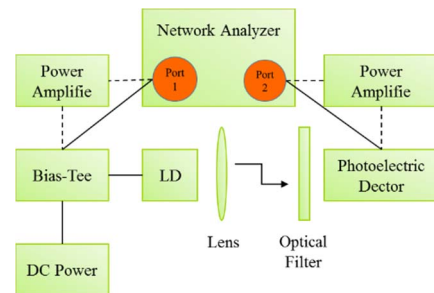 Network Analyzer
Power
Amplifie
Port
1
Port
2
Power
Amplifie
Bias-Tee
LD
Photoelectric
Dector
Lens
Optical
Filter
DC Power